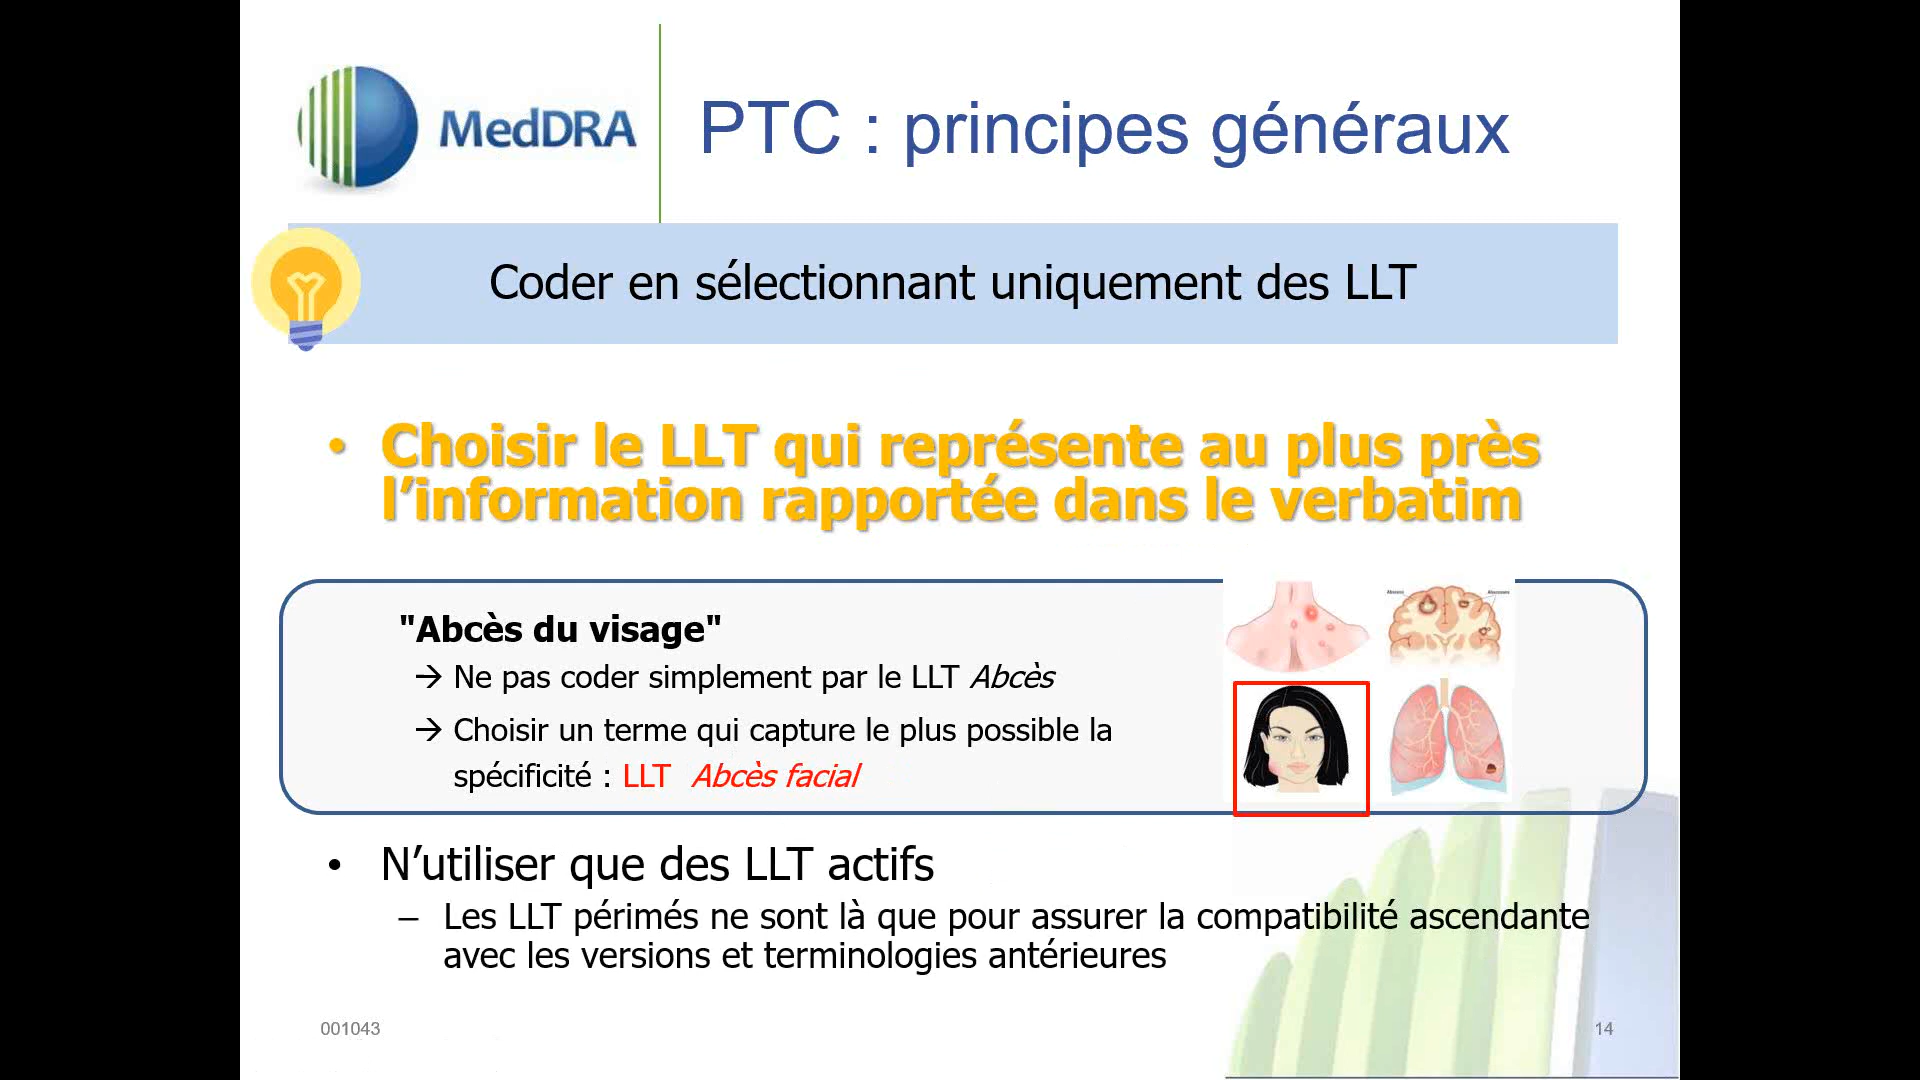 MedDRA
PTC : principes généraux
Coder en sélectionnant uniquement des LLT
• Choisir le LLT qui représente au plus près
l’information rapportée dans le verbatim
"Abcès du visage"
→ Ne pas coder simplement par le LLT Abcès
→ Choisir un terme qui capture le plus possible la
spécificité : LLT Abcès facial
• N’utiliser que des LLT actifs
– Les LLT périmés ne sont là que pour assurer la compatibilité ascendante
avec les versions et terminologies antérieures
001043
14